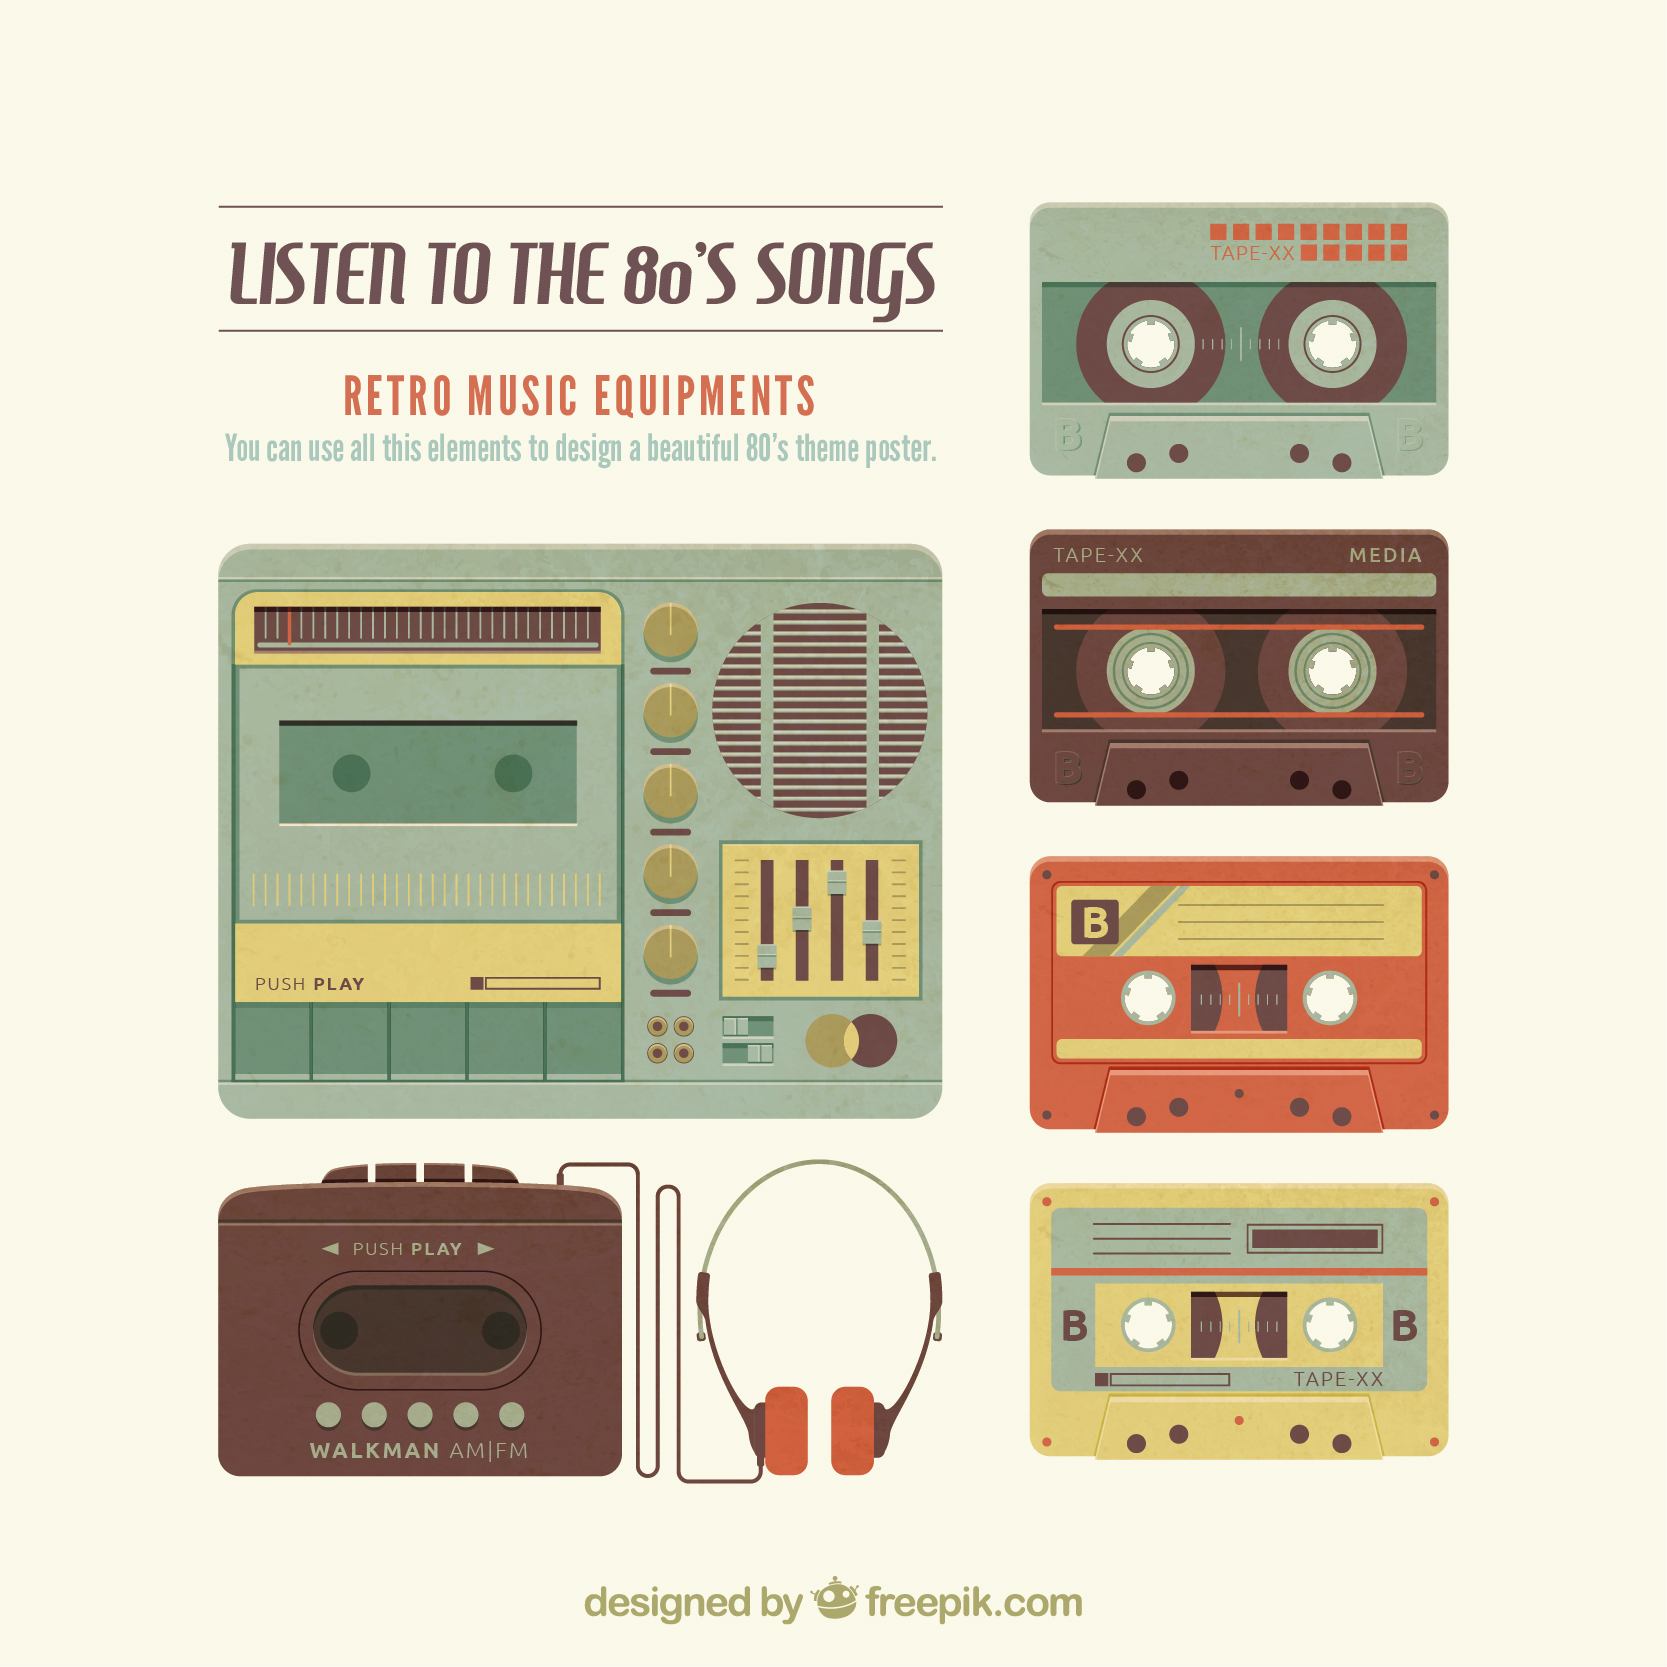 LISTEN TO THE 80'S SONGS
RETRO MUSIC EQUIPMENTS
You can use all this elements to design a beautiful 80's theme poster.
TAPE-XX
B B
TAPE-XX MEDIA
B B
B
B B
TAPE-XX
PUSH PLAY
PUSH PLAY
WALKMAN AM|FM
designed by freepik.com